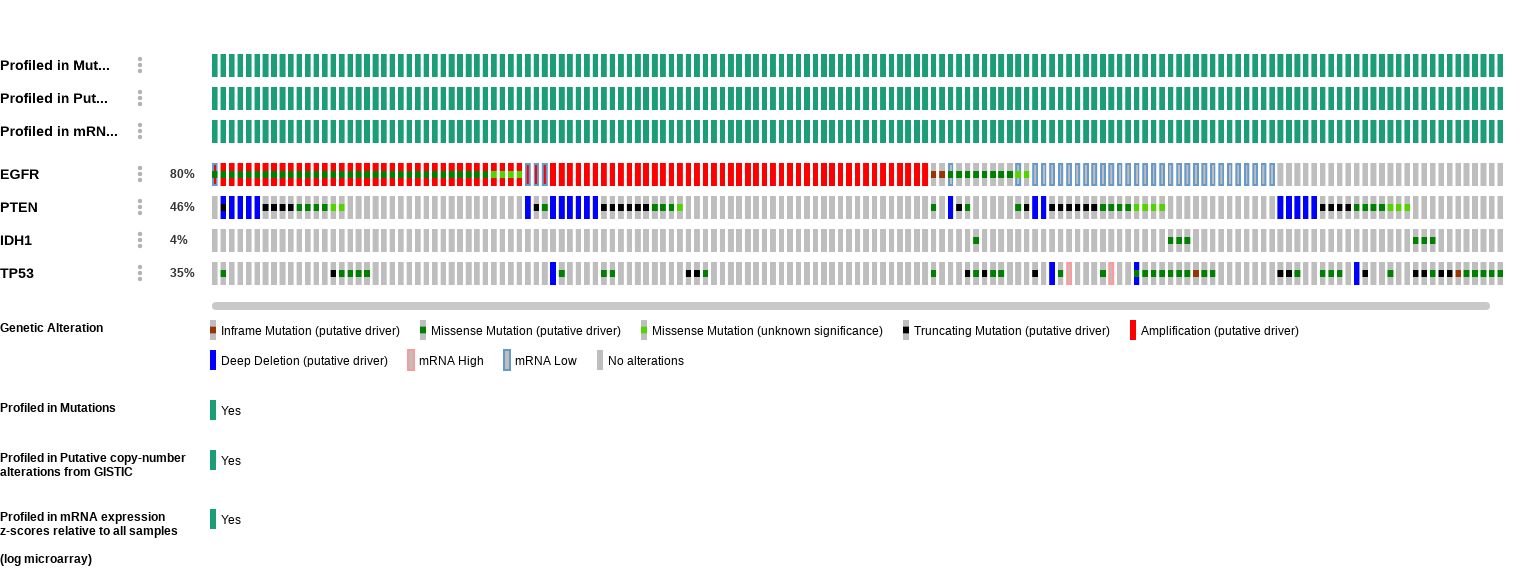 Profiled in Mut...
Profiled in Put...
Profiled in mRN...
EGFR 80%
PTEN 46%
IDH1 4%
TP53 35%
Genetic Alteration Inframe Mutation (putative driver) Missense Mutation (putative driver) Missense Mutation (unknown significance) Truncating Mutation (putative driver) Amplification (putative driver)
Deep Deletion (putative driver) mRNA High mRNA Low No alterations
Profiled in Mutations Yes
Profiled in Putative copy-number
alterations from GISTIC
Yes
Profiled in mRNA expression
z-scores relative to all samples
Yes
(log microarray)